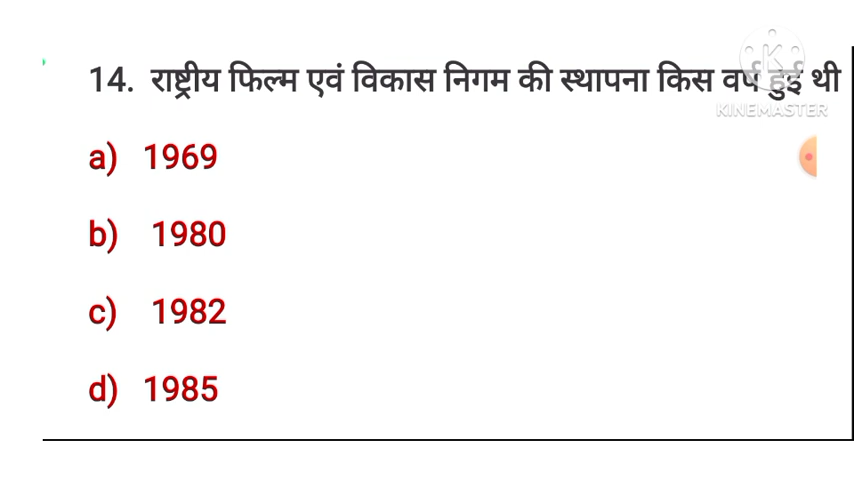 14. राष्ट्रीय फिल्म एवं विकास निगम की स्थापना किस वर्ष हुई थी
KINEMASTER
a) 1969
b) 1980
c) 1982
d) 1985